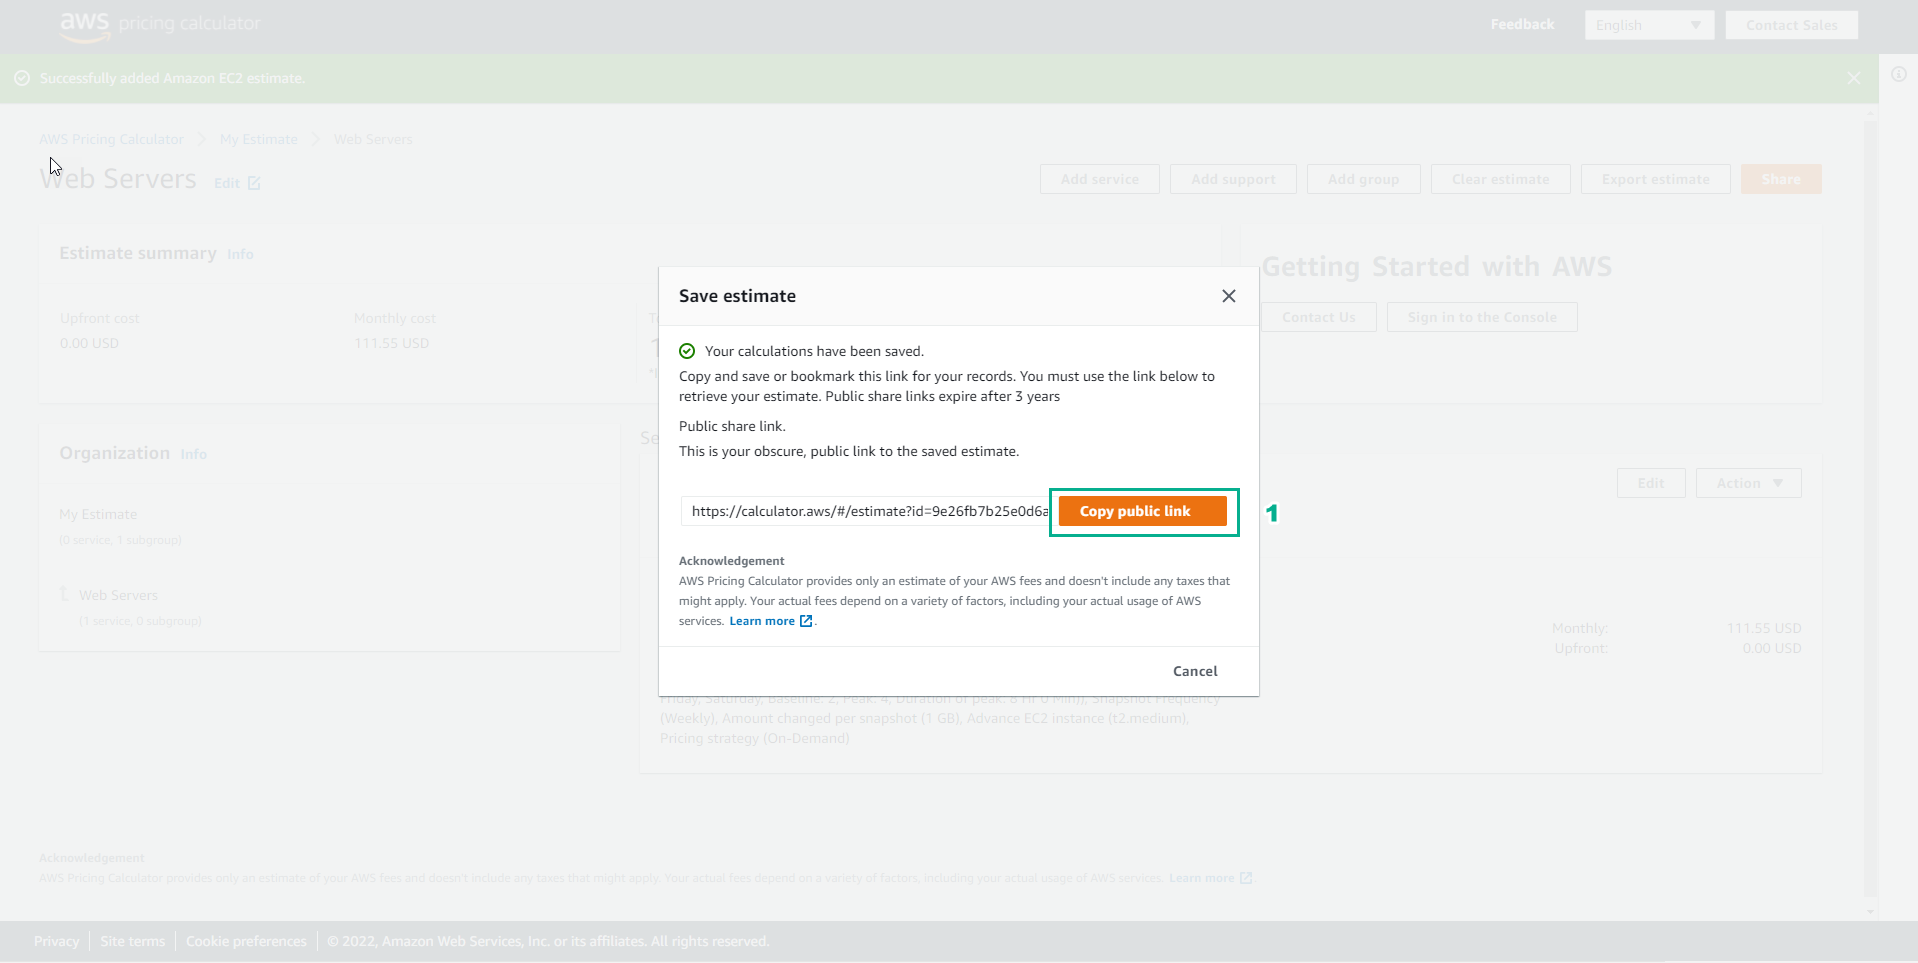 aws pricing calculator
Feedback
English
Contact Sales
Successfully added Amazon EC2 estimate.
AWS Pricing Calculator
My Estimate
Web Servers
Web Servers
Edit
Add service
Add support
Add group
Clear estimate
Export estimate
Share
Estimate summary Info
Upfront cost
0.00 USD
Monthly cost
111.55 USD
Getting Started with AWS
Contact Us
Sign in to the Console
Save estimate
Your calculations have been saved.
Copy and save or bookmark this link for your records. You must use the link below to
retrieve your estimate. Public share links expire after 3 years
Public share link.
This is your obscure, public link to the saved estimate.
https://calculator.aws/#/estimate?id=9e26fb7b25e0d6a
Copy public link
1
Acknowledgement
AWS Pricing Calculator provides only an estimate of your AWS fees and doesn't include any taxes that
might apply. Your actual fees depend on a variety of factors, including your actual usage of AWS
services. Learn more .
Cancel
Organization Info
My Estimate
(0 service, 1 subgroup)
Web Servers
(1 service, 0 subgroup)
Edit
Action
Monthly: 111.55 USD
Upfront: 0.00 USD
Friday, Saturday, Baseline: 2, Peak: 4, Duration of peak: 8 Hr 0 Min)), Snapshot Frequency
(Weekly), Amount changed per snapshot (1 GB), Advance EC2 instance (t2.medium),
Pricing strategy (On-Demand)
Acknowledgement
AWS Pricing Calculator provides only an estimate of your AWS fees and doesn't include any taxes that might apply. Your actual fees depend on a variety of factors, including your actual usage of AWS services. Learn more
Privacy
Site terms
Cookie preferences
© 2022, Amazon Web Services, Inc. or its affiliates. All rights reserved.